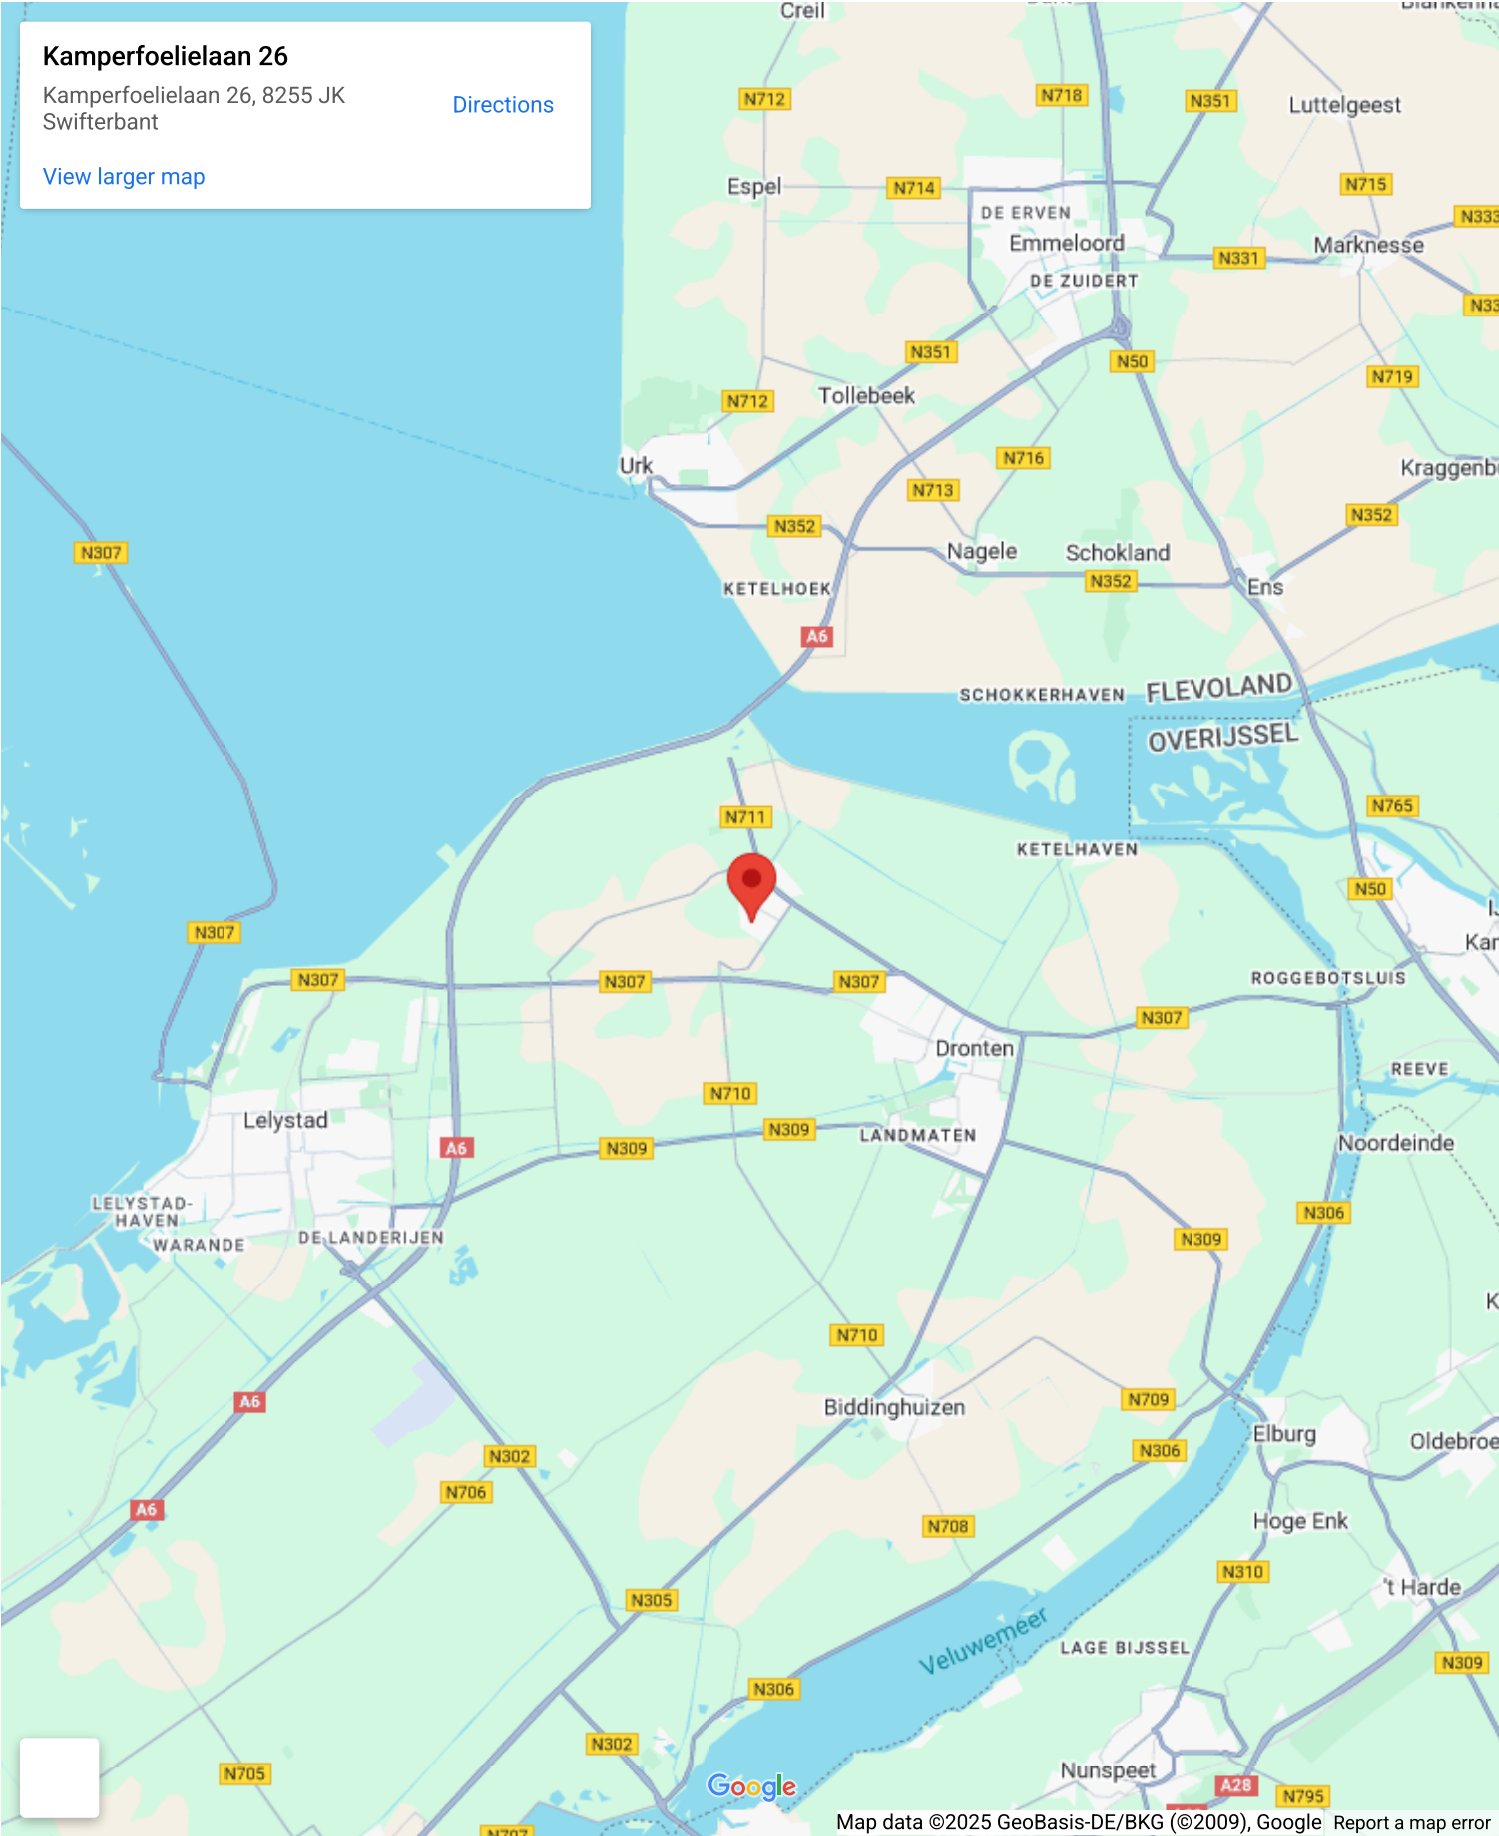 Kamperfoelielaan 26
Kamperfoelielaan 26, 8255 JK
Swifterbant
Directions
View larger map
Creil
N712
N718
N351
Luttelgeest
Espel
N714
N715
DE ERVEN
N333
Emmeloord
Marknesse
N331
DE ZUIDERT
N33
N351
N50
N719
N712
Tollebeek
Urk
N716
Kraggenb
N713
N352
N352
N307
Nagele
Schokland
N352
KETELHOEK
Ens
A6
SCHOKKERHAVEN
FLEVOLAND
OVERIJSSEL
N765
N711
KETELHAVEN
N50
N307
Kar
N307
N307
N307
ROGGEBOTSLUIS
N307
Dronten
REEVE
N710
Lelystad
N309
LANDMATEN
A6
N309
Noordeinde
LELYSTAD-
HAVEN
N306
WARANDE
DE LANDERIJEN
N309
K
N710
A6
N709
Biddinghuizen
Elburg
Oldebroe
N302
N306
N706
A6
N708
Hoge Enk
N310
't Harde
N305
Veluwemeer
LAGE BIJSSEL
N309
N306
N302
N705
Nunspeet
Google
A28
N795
Map data ©2025 GeoBasis-DE/BKG (©2009), Google
Report a map error